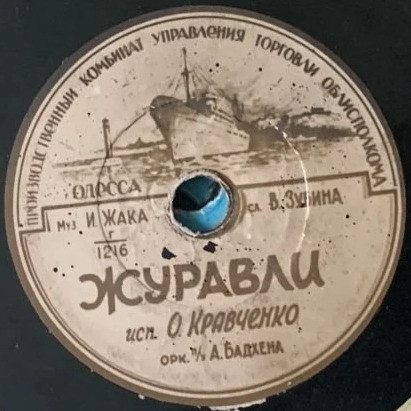 ПРОИЗВОДСТВЕННЫЙ КОМБИНАТ УПРАВЛЕНИЯ ТОРГОВЛИ ОБЛИСПОЛКОМА
ОДЕССА
муз. И. ЖАКА сл. В. ЗУБИНА
Г
1216
ЖУРАВЛИ
исп. О. КРАВЧЕНКО
ОРК. п/у А. БАДХЕНА